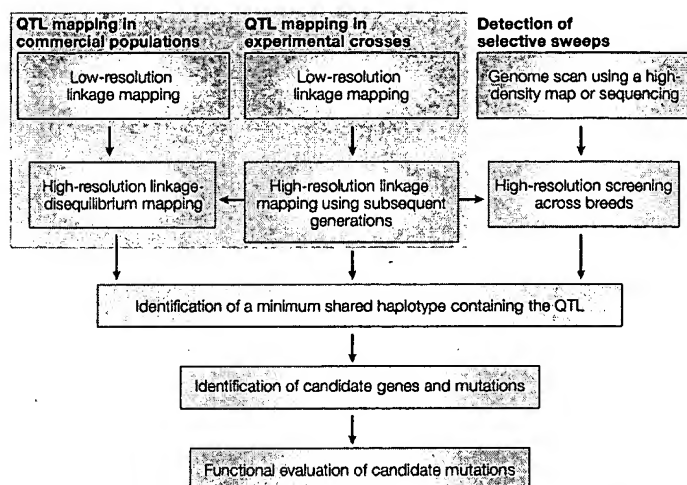 QTL mapping in
commercial populations
Low-resolution
linkage mapping
High-resolution linkage-
disequilibrium mapping
QTL mapping in
experimental crosses
Low-resolution
linkage mapping
High-resolution linkage
mapping using subsequent
generations
Detection of
selective sweeps
Genome scan using a high-
density map or sequencing
High-resolution screening
across breeds
Identification of a minimum shared haplotype containing the QTL
Identification of candidate genes and mutations
Functional evaluation of candidate mutations